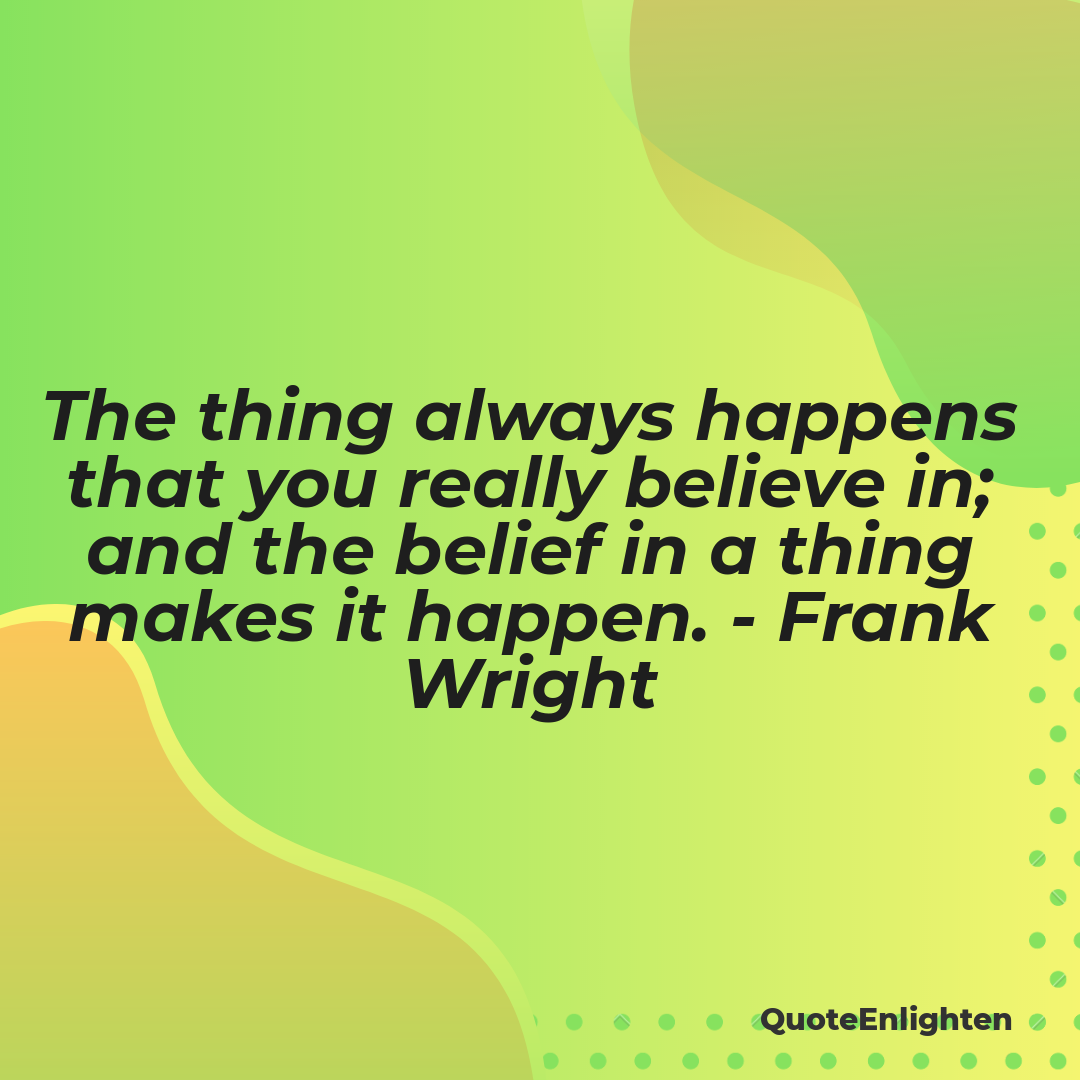 The thing always happens
that you really believe in;
and the belief in a thing
makes it happen. - Frank
Wright
QuoteEnlighten